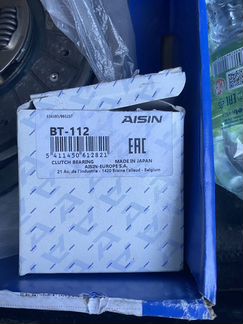 AISIN
BT-112
EAC
5 411450 612821
CLUTCH BEARING
MADE IN JAPAN
AISIN-EUROPE S.A.
21 Av. de l'Industrie - 1420 Braine l'alleud - Belgium